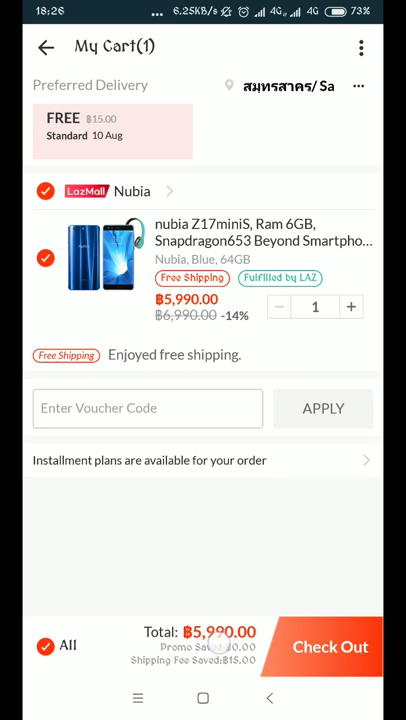 18:26 ... 6.25KB/s 4G 4G 73%
My Cart(1)
Preferred Delivery สมุทรสาคร/ Sa ...
FREE ฿15.00
Standard 10 Aug
LazMall Nubia
nubia Z17miniS, Ram 6GB,
Snapdragon653 Beyond Smartpho...
Nubia, Blue, 64GB
Free Shipping Fulfilled by LAZ
฿5,990.00
฿6,990.00 -14%
1
Free Shipping Enjoyed free shipping.
Enter Voucher Code APPLY
Installment plans are available for your order
All Total: ฿5,990.00
Promo Saved:฿0.00
Shipping Fee Saved:฿15.00
Check Out